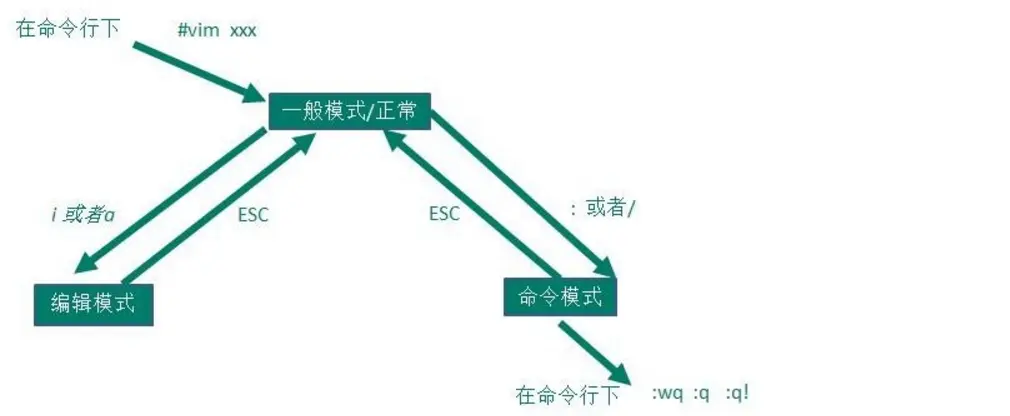 在命令行下 #vim xxx
一般模式/正常
i 或者a ESC ESC : 或者/
编辑模式 命令模式
在命令行下 :wq :q :q!